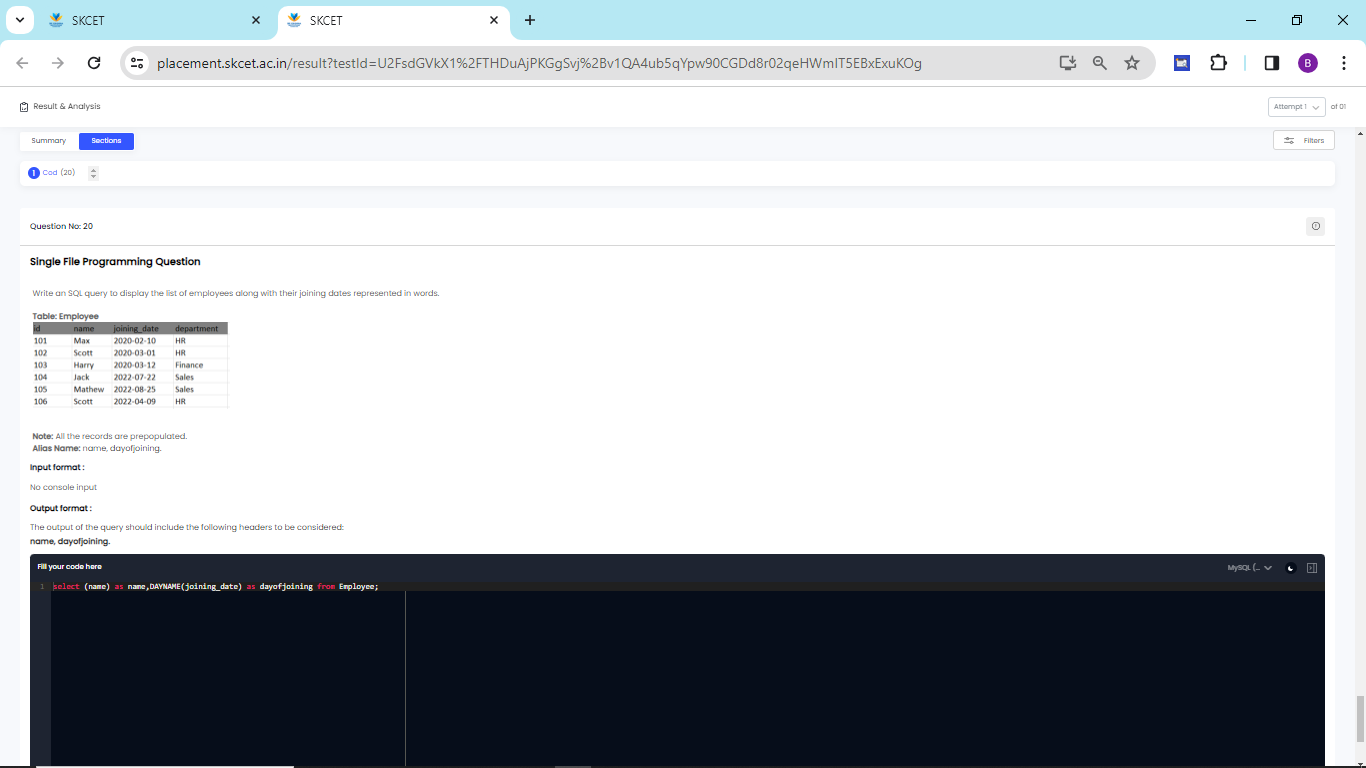 SKCET
SKCET
placement.skcet.ac.in/result?testId=U2FsdGVkX1%2FTHDuAjPKGgSvj%2Bv1QA4ub5qYpw90CGDd8r02qeHWmIT5EBxExuKOg
B
Result & Analysis
Attempt 1
of 01
Summary
Sections
Filters
1 Cod (20)
Question No: 20
Single File Programming Question
Write an SQL query to display the list of employees along with their joining dates represented in words.
Table: Employee
id name joining_date department
101 Max 2020-02-10 HR
102 Scott 2020-03-01 HR
103 Harry 2020-03-12 Finance
104 Jack 2022-07-22 Sales
105 Mathew 2022-08-25 Sales
106 Scott 2022-04-09 HR
Note: All the records are prepopulated.
Alias Name: name, dayofjoining.
Input format :
No console input
Output format :
The output of the query should include the following headers to be considered:
name, dayofjoining.
Fill your code here
MySQL (...
1 select (name) as name,DAYNAME(joining_date) as dayofjoining from Employee;